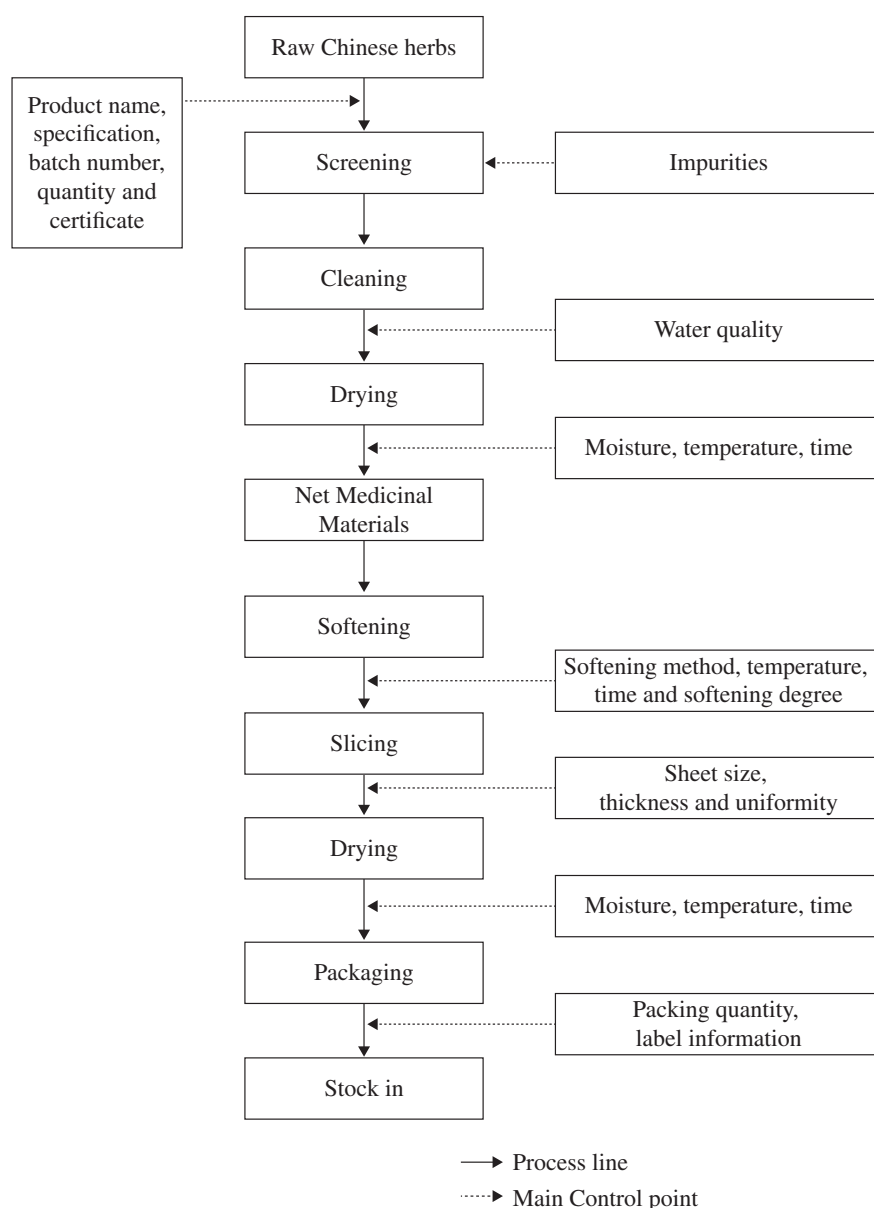 Raw Chinese herbs
Product name,
specification,
batch number,
quantity and
certificate
Screening
Impurities
Cleaning
Water quality
Drying
Moisture, temperature, time
Net Medicinal
Materials
Softening
Softening method, temperature,
time and softening degree
Slicing
Sheet size,
thickness and uniformity
Drying
Moisture, temperature, time
Packaging
Packing quantity,
label information
Stock in
Process line
Main Control point